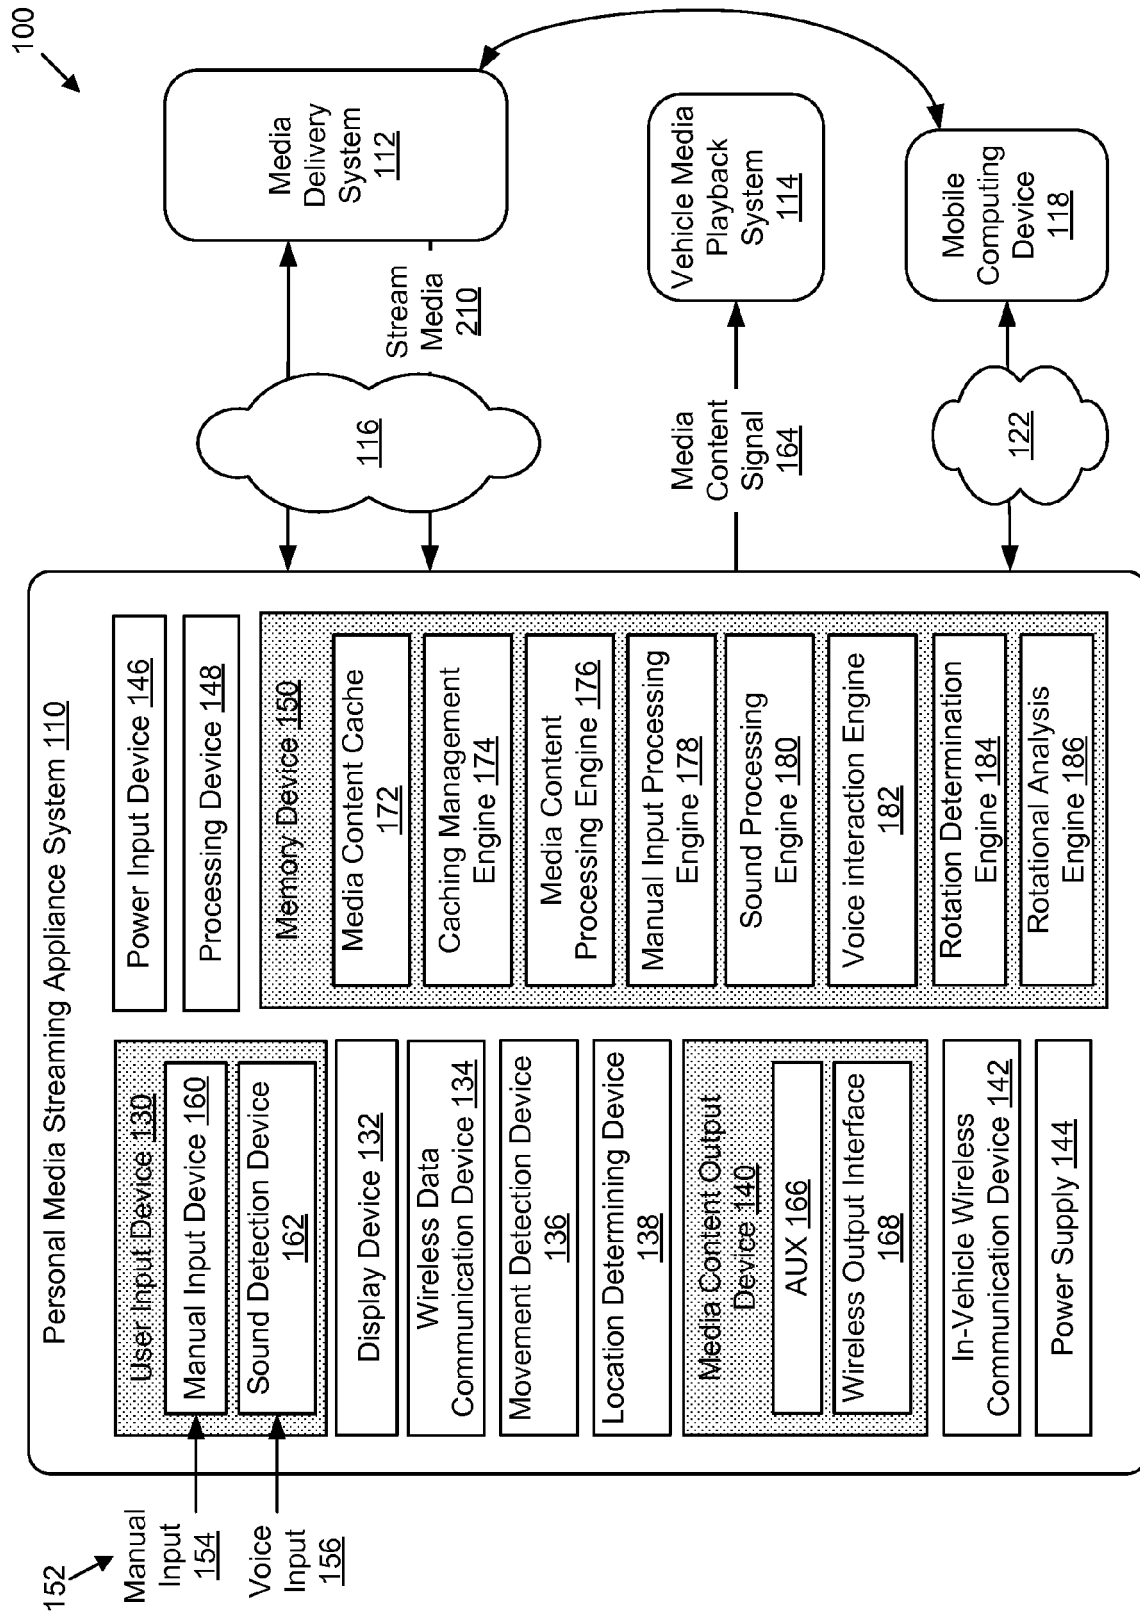 100
152
Manual
Input
154
Voice
Input
156
Personal Media Streaming Appliance System 110
User Input Device 130
Manual Input Device 160
Sound Detection Device
162
Display Device 132
Wireless Data
Communication Device 134
Movement Detection Device
136
Location Determining Device
138
Media Content Output
Device 140
AUX 166
Wireless Output Interface
168
In-Vehicle Wireless
Communication Device 142
Power Supply 144
Power Input Device 146
Processing Device 148
Memory Device 150
Media Content Cache
172
Caching Management
Engine 174
Media Content
Processing Engine 176
Manual Input Processing
Engine 178
Sound Processing
Engine 180
Voice interaction Engine
182
Rotation Determination
Engine 184
Rotational Analysis
Engine 186
116
Stream
Media
210
Media
Content
Signal
164
122
Media
Delivery
System
112
Vehicle Media
Playback
System
114
Mobile
Computing
Device
118